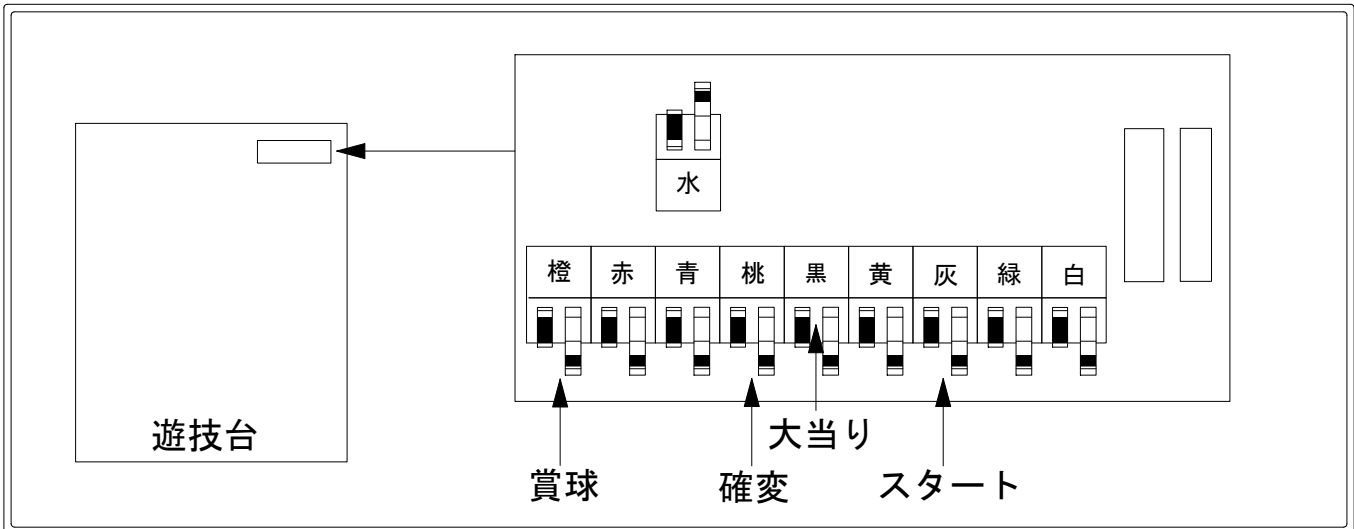 水
橙 赤 青 桃 黒 黄 灰 緑 白
遊技台
大当り
賞球
確変
スタート